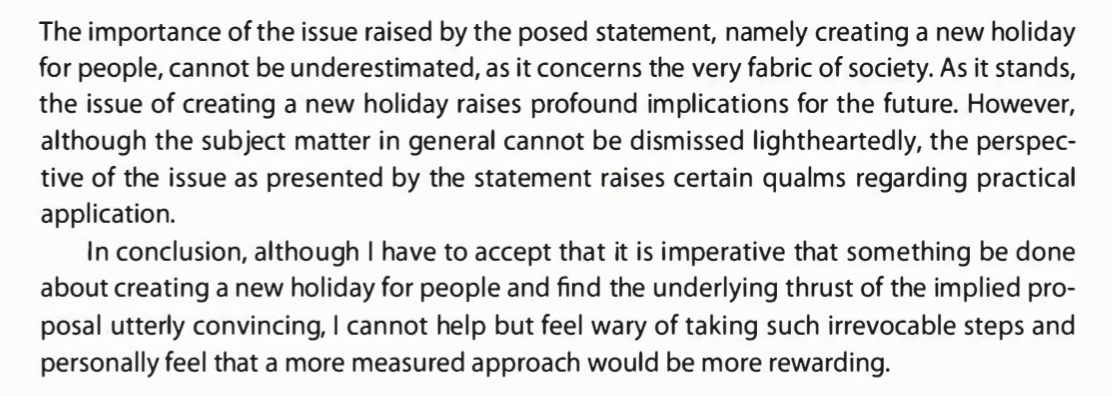 The importance of the issue raised by the posed statement, namely creating a new holiday
for people, cannot be underestimated, as it concerns the very fabric of society. As it stands,
the issue of creating a new holiday raises profound implications for the future. However,
although the subject matter in general cannot be dismissed lightheartedly, the perspec-
tive of the issue as presented by the statement raises certain qualms regarding practical
application.
In conclusion, although I have to accept that it is imperative that something be done
about creating a new holiday for people and find the underlying thrust of the implied pro-
posal utterly convincing, I cannot help but feel wary of taking such irrevocable steps and
personally feel that a more measured approach would be more rewarding.